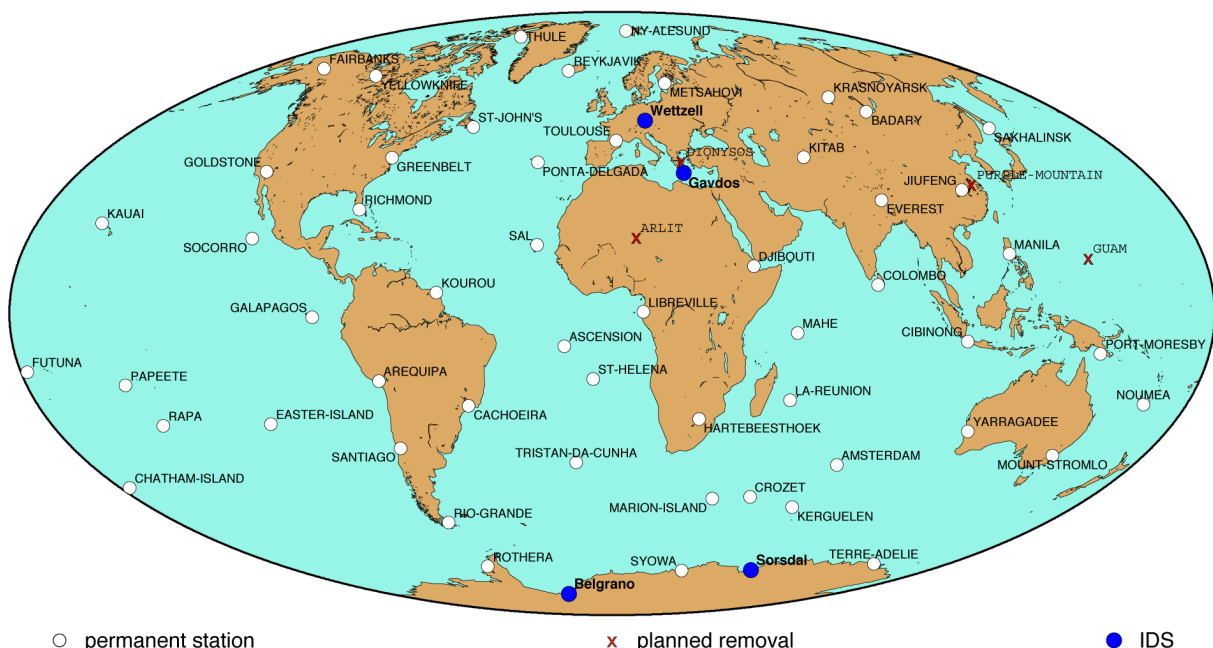 THULE
NY-ALESUND
FAIRBANKS
REYKJAVIK
YELLOWKNIFE
METSAHOVI
KRASNOYARSK
Wettzell
BADARY
ST-JOHN'S
TOULOUSE
SAKHALINSK
DIONYSOS
KITAB
GOLDSTONE
GREENBELT
PONTA-DELGADA
PURPLE-MOUNTAIN
Gavdos
JIUFENG
RICHMOND
EVEREST
KAUAI
ARLIT
SOCORRO
SAL
MANILA
GUAM
DJIBOUTI
COLOMBO
KOUROU
LIBREVILLE
GALAPAGOS
MAHE
CIBINONG
ASCENSION
PORT-MORESBY
FUTUNA
PAPEETE
AREQUIPA
ST-HELENA
LA-REUNION
NOUMEA
RAPA
EASTER-ISLAND
CACHOEIRA
HARTEBEESTHOEK
YARRAGADEE
SANTIAGO
TRISTAN-DA-CUNHA
AMSTERDAM
MOUNT-STROMLO
CHATHAM-ISLAND
CROZET
MARION-ISLAND
RIO-GRANDE
KERGUELEN
ROTHERA
SYOWA
Sorsdal
TERRE-ADELIE
Belgrano
permanent station
x planned removal
IDS